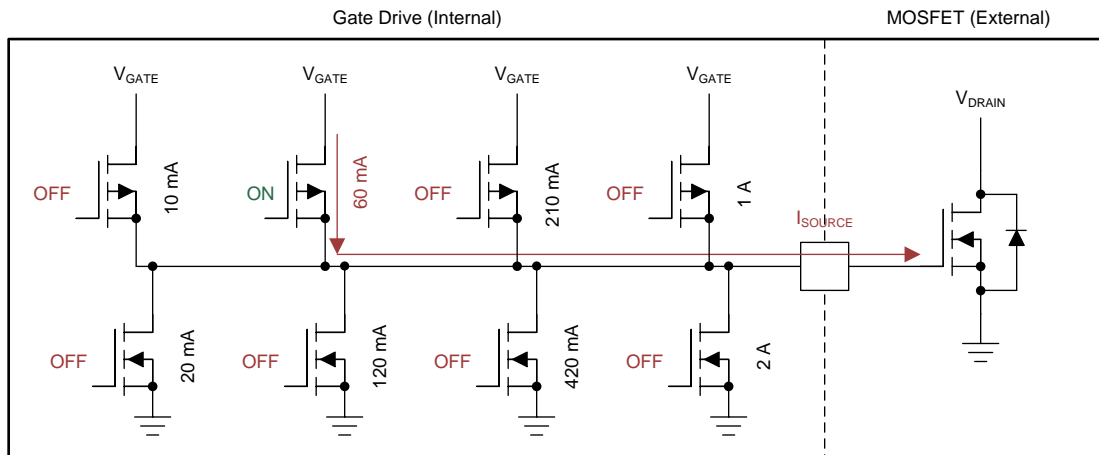 Gate Drive (Internal)
MOSFET (External)
VGATE
VGATE
VGATE
VGATE
VDRAIN
OFF
10 mA
ON
60 mA
OFF
210 mA
OFF
1 A
ISOURCE
OFF
20 mA
OFF
120 mA
OFF
420 mA
OFF
2 A